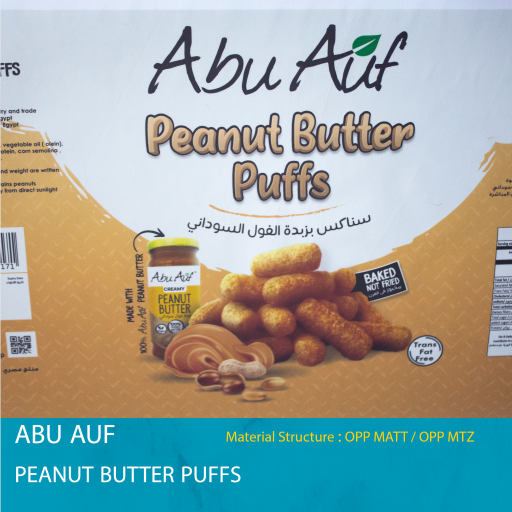 Abu Auf
Peanut Butter
Puffs
سناكس بزبدة الفول السوداني
FFS
ry and trade
Egypt
vegetable oil ( olein),
otein, corn semolina .
nd weight are written
ains peanuts
y from direct sunlight
171
MADE WITH
100% Abu Auf PEANUT BUTTER
Abu Auf
CREAMY
PEANUT
BUTTER
BAKED
NOT FRIED
Trans
Fat
Free
ABU AUF
Material Structure : OPP MATT / OPP MTZ
PEANUT BUTTER PUFFS